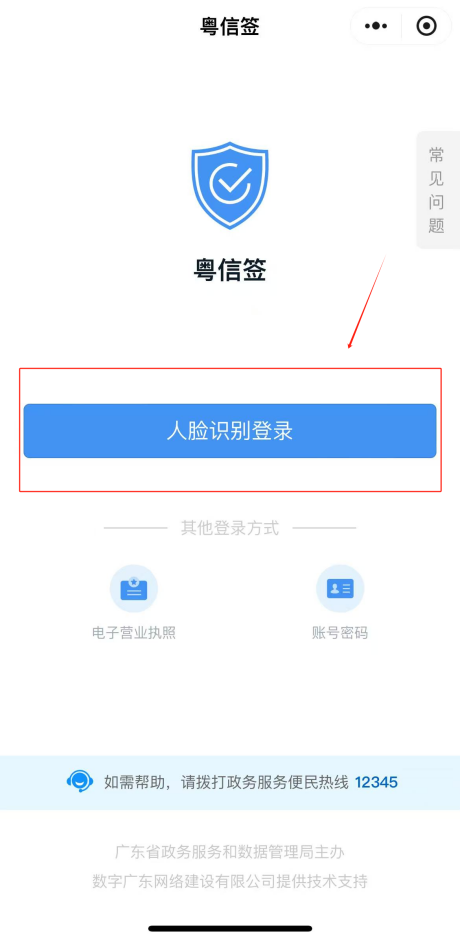 粤信签
常见问题
粤信签
人脸识别登录
其他登录方式
电子营业执照
账号密码
如需帮助，请拨打政务服务便民热线 12345
广东省政务服务和数据管理局主办
数字广东网络建设有限公司提供技术支持